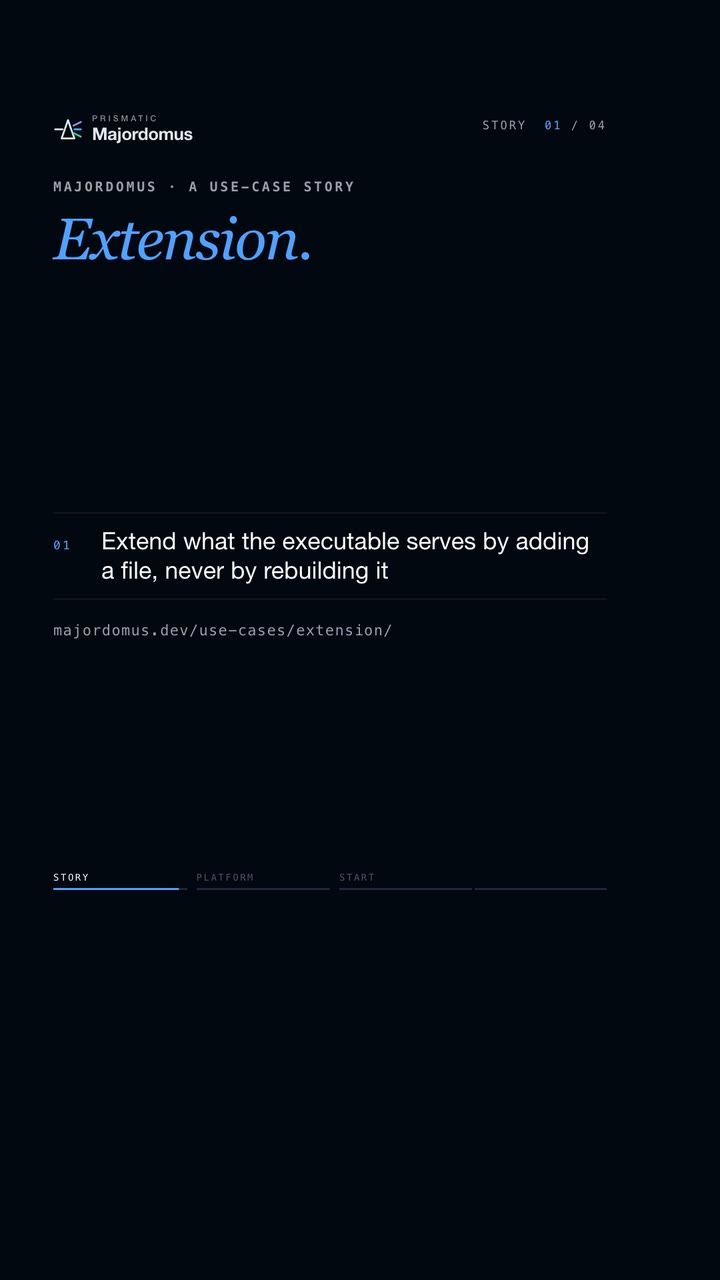 PRISMATIC
Majordomus
STORY 01 / 04
MAJORDOMUS · A USE–CASE STORY
Extension.
01 Extend what the executable serves by adding
a file, never by rebuilding it
majordomus.dev/use-cases/extension/
STORY PLATFORM START